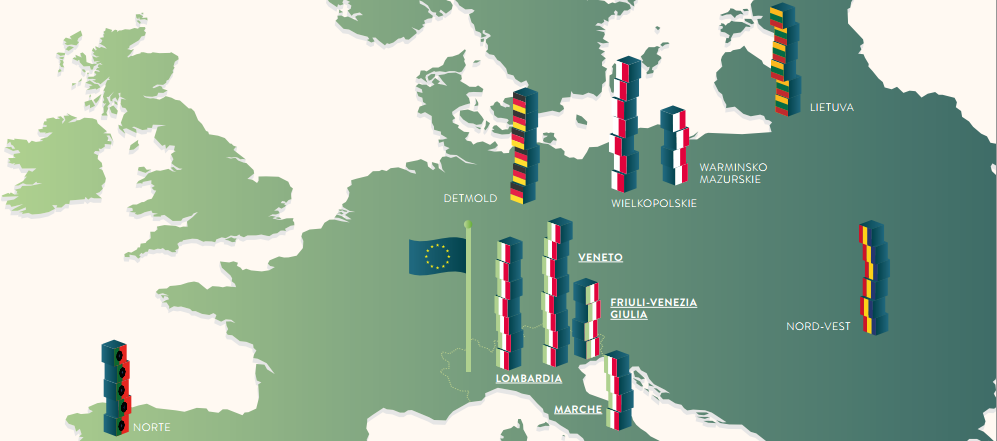 LIETUVA
WARMINSKO
MAZURSKIE
DETMOLD
WIELKOPOLSKIE
VENETO
FRIULI-VENEZIA
GIULIA
NORD-VEST
LOMBARDIA
MARCHE
NORTE